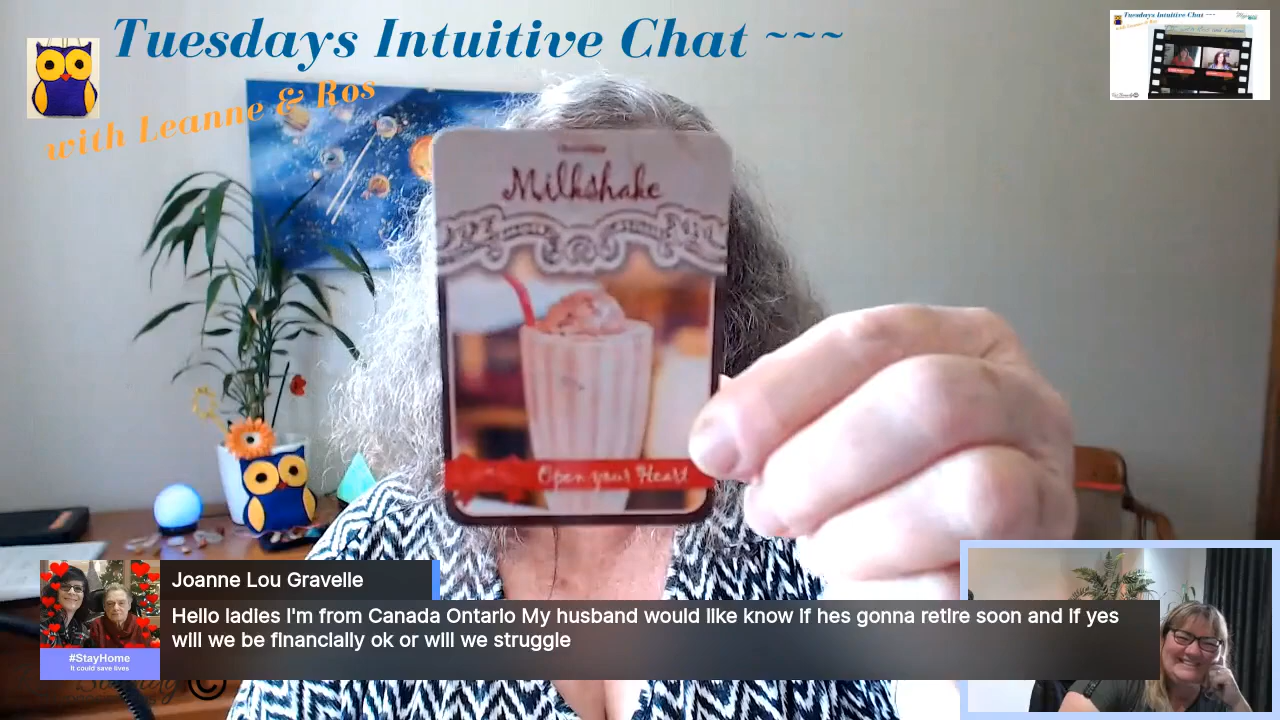 Tuesdays Intuitive Chat ~~~
with Leanne & Ros
Milkshake
Open your Heart
Joanne Lou Gravelle
Hello ladies I'm from Canada Ontario My husband would like know if hes gonna retire soon and if yes
will we be financially ok or will we struggle
#StayHome
It could save lives
©